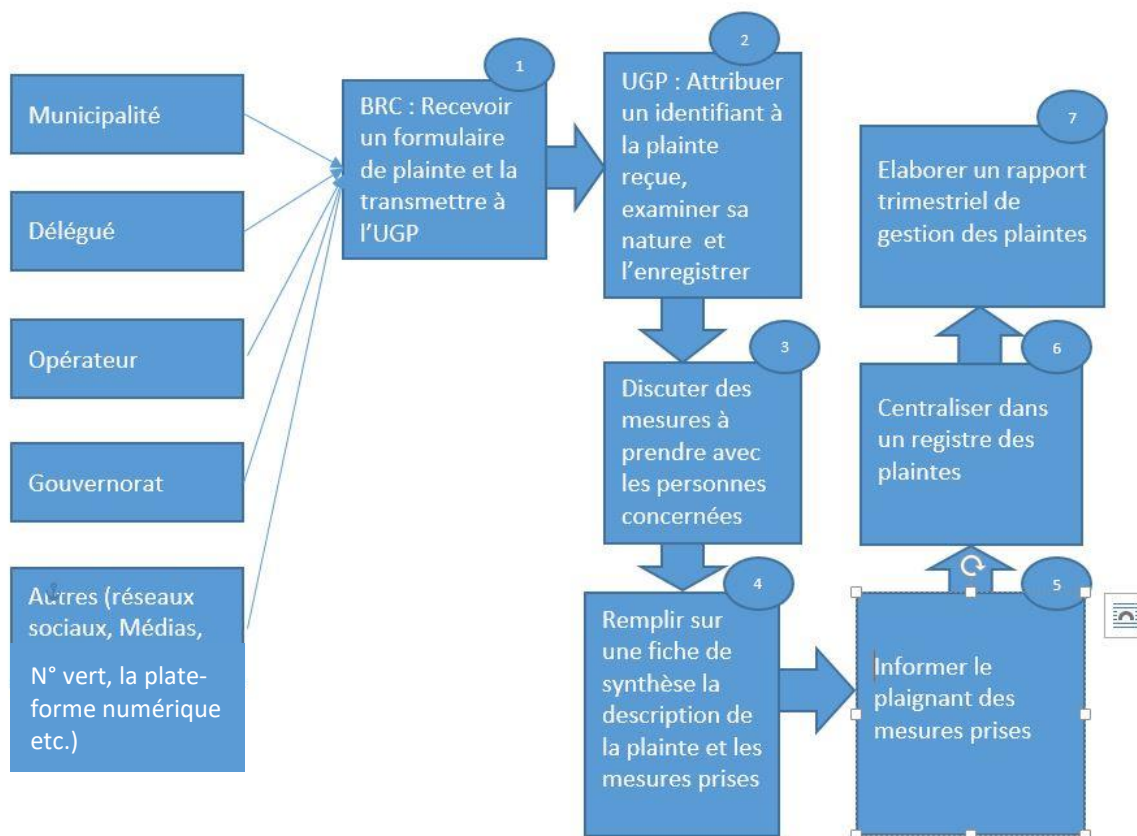 Municipalité
Délégué
Opérateur
Gouvernorat
Autres (réseaux
sociaux, Médias,
N° vert, la plate-
forme numérique
etc.)
1
BRC : Recevoir
un formulaire
de plainte et la
transmettre à
l’UGP
2
UGP : Attribuer
un identifiant à
la plainte
reçue,
examiner sa
nature et
l’enregistrer
3
Discuter des
mesures à
prendre avec
les personnes
concernées
4
Remplir sur
une fiche de
synthèse la
description de
la plainte et les
mesures prises
5
Informer le
plaignant des
mesures prises
6
Centraliser dans
un registre des
plaintes
7
Elaborer un rapport
trimestriel de
gestion des plaintes